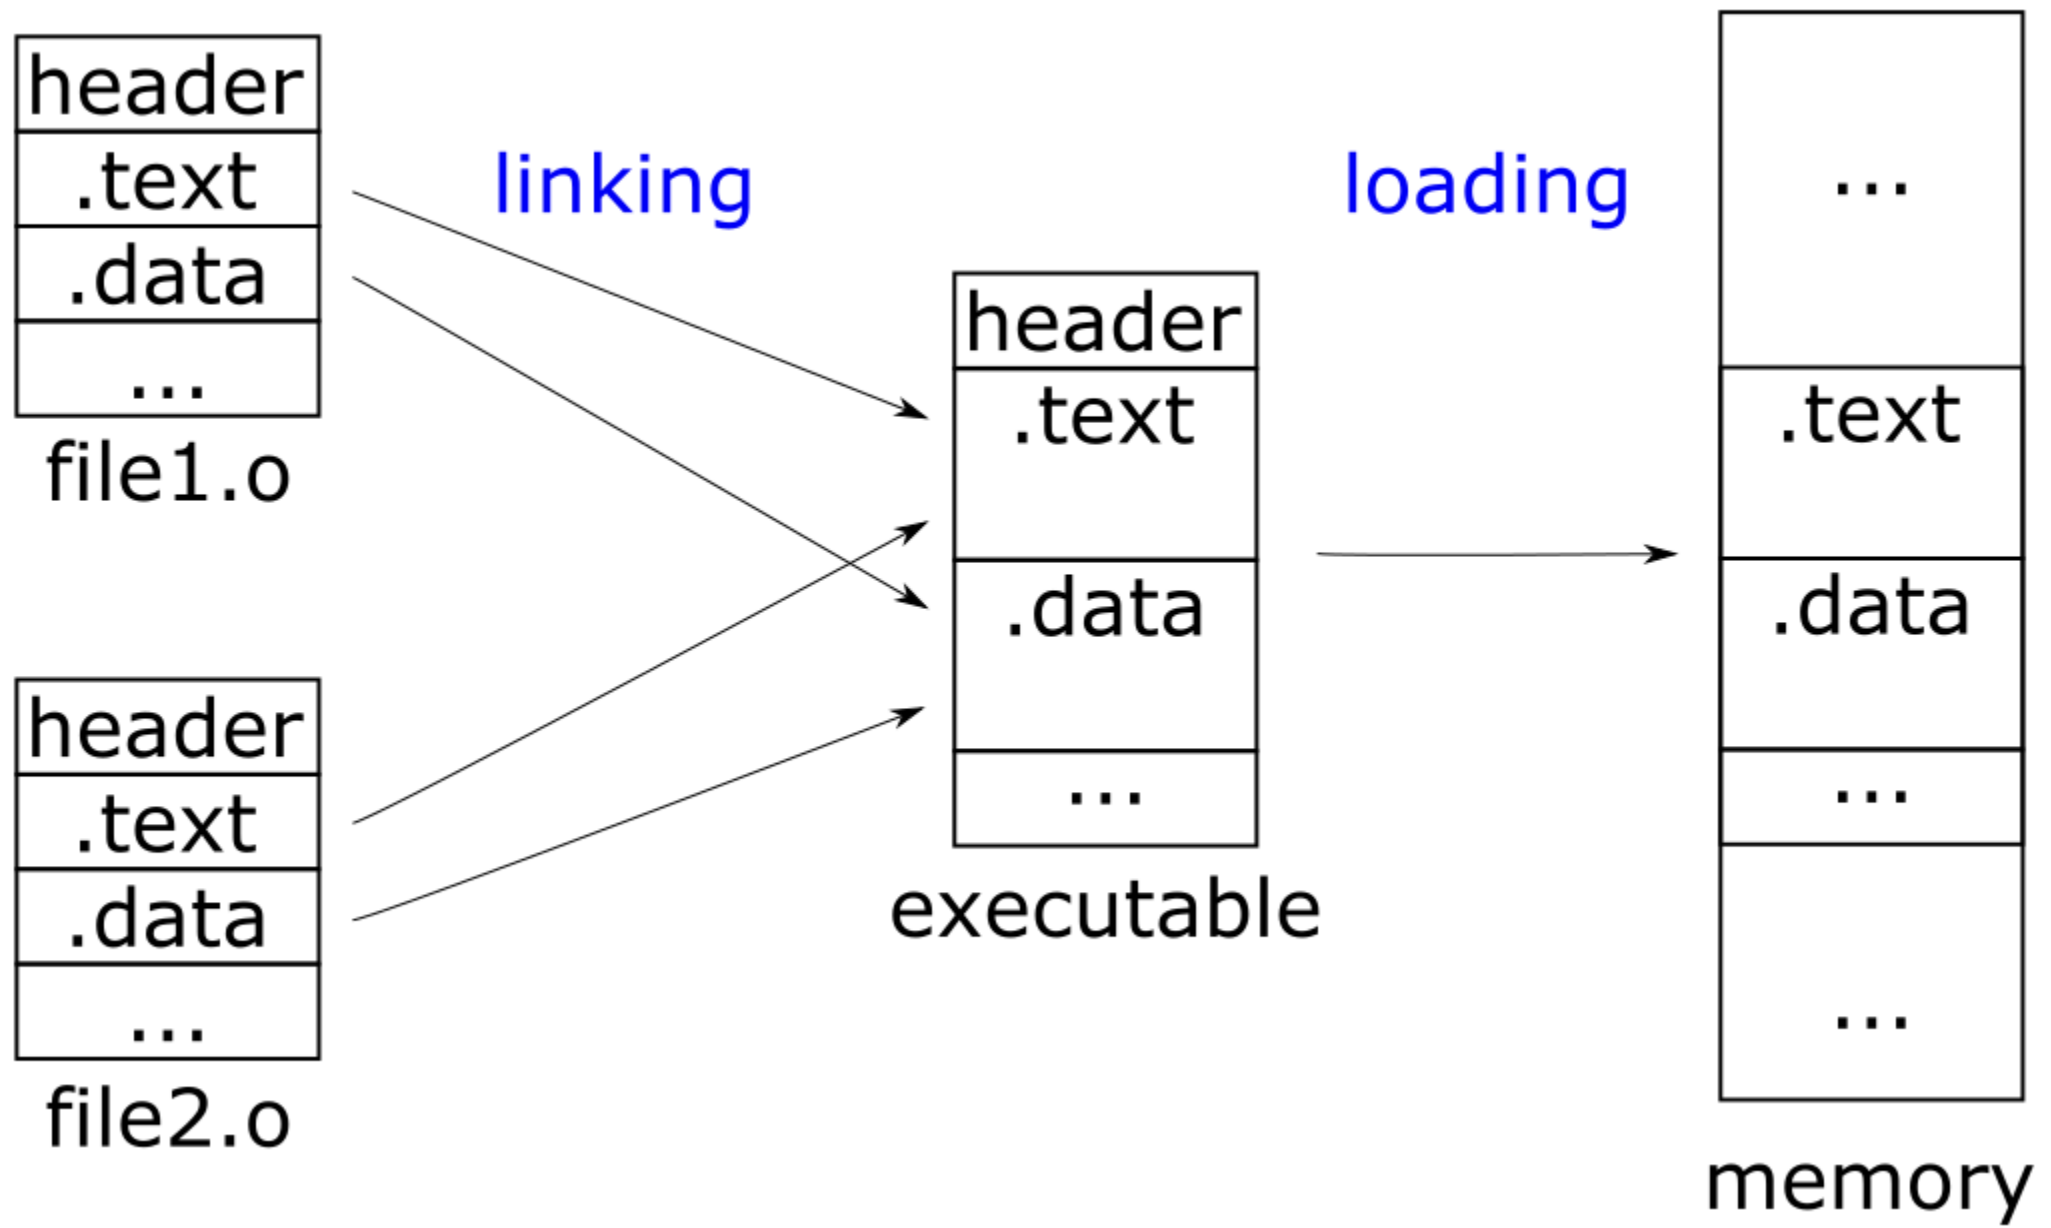 header
.text
.data
...
file1.o
header
.text
.data
...
file2.o
linking
header
.text
.data
...
executable
loading
...
.text
.data
...
...
memory